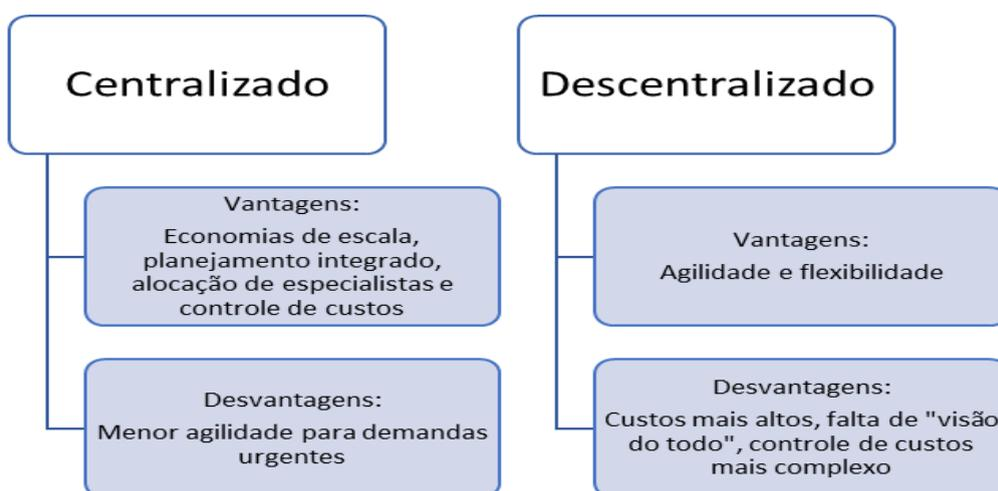 Centralizado
Vantagens:
Economias de escala,
planejamento integrado,
alocação de especialistas e
controle de custos
Desvantagens:
Menor agilidade para demandas
urgentes
Descentralizado
Vantagens:
Agilidade e flexibilidade
Desvantagens:
Custos mais altos, falta de "visão
do todo", controle de custos
mais complexo